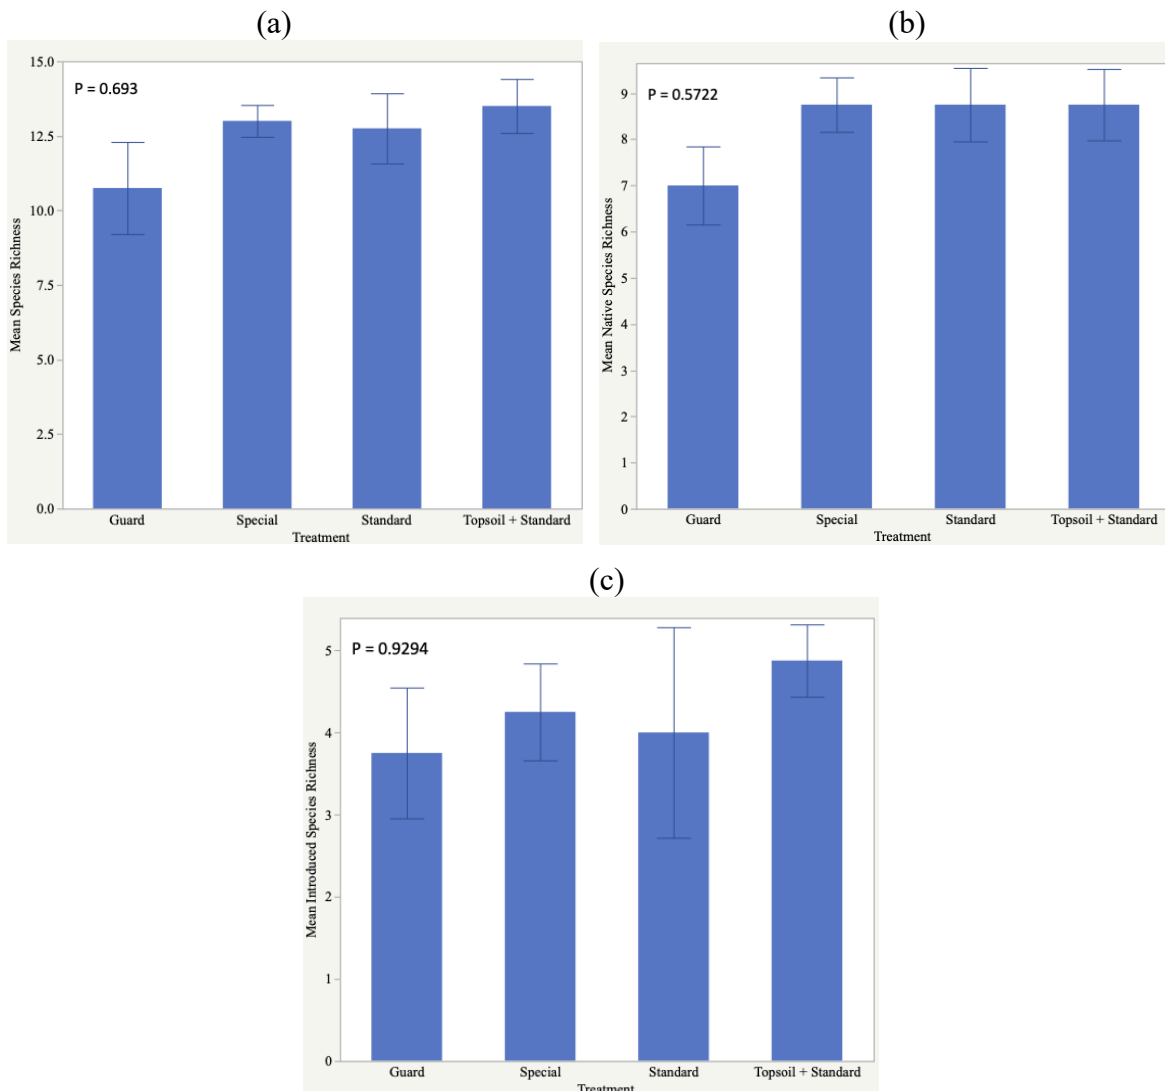 (a)
P = 0.693
15.0
12.5
10.0
7.5
5.0
2.5
0.0
Mean Species Richness
Guard Special Standard Topsoil + Standard
Treatment
(b)
P = 0.5722
9
8
7
6
5
4
3
2
1
0
Mean Native Species Richness
Guard Special Standard Topsoil + Standard
Treatment
(c)
P = 0.9294
5
4
3
2
1
0
Mean Introduced Species Richness
Guard Special Standard Topsoil + Standard
Treatment